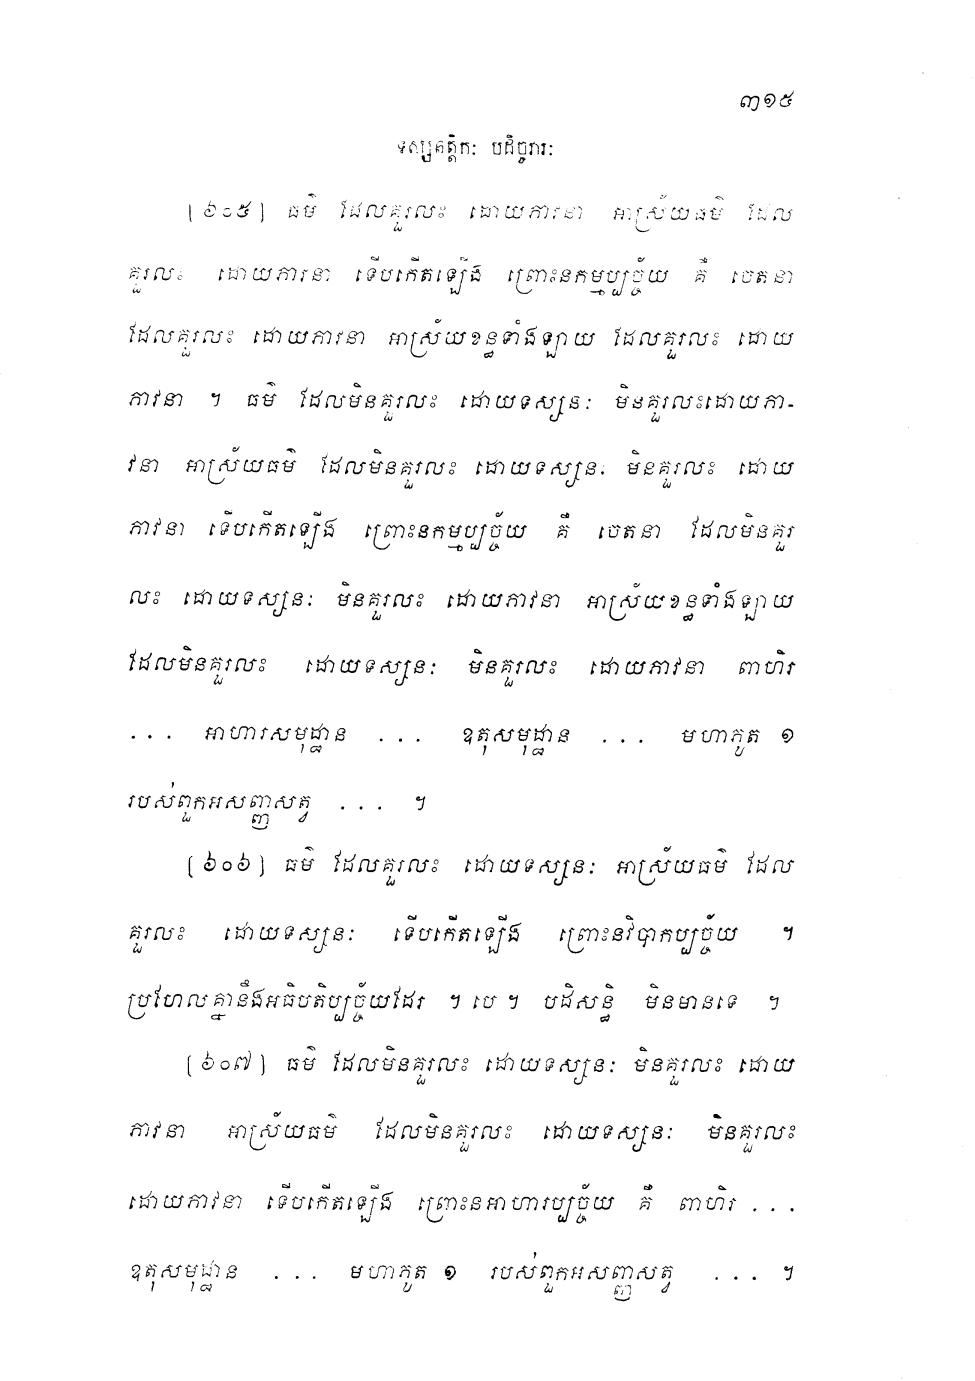 ៣១៥
ទស្សនត្តិកៈ បដិច្ចវារៈ
[៦០៥] ធម៌ ដែលគួរលះ ដោយភាវនា អាស្រ័យធម៌ ដែល
គួរលះ ដោយភាវនា ទើបកើតឡើង ព្រោះនកម្មប្បច្ច័យ គឺ ចេតនា
ដែលគួរលះ ដោយភាវនា អាស្រ័យខន្ធទាំងឡាយ ដែលគួរលះ ដោយ
ភាវនា ។ ធម៌ ដែលមិនគួរលះ ដោយទស្សនៈ មិនគួរលះដោយភា-
វនា អាស្រ័យធម៌ ដែលមិនគួរលះ ដោយទស្សនៈ មិនគួរលះ ដោយ
ភាវនា ទើបកើតឡើង ព្រោះនកម្មប្បច្ច័យ គឺ ចេតនា ដែលមិនគួរ
លះ ដោយទស្សនៈ មិនគួរលះ ដោយភាវនា អាស្រ័យខន្ធទាំងឡាយ
ដែលមិនគួរលះ ដោយទស្សនៈ មិនគួរលះ ដោយភាវនា ពាហិរ
... អាហារសមុដ្ឋាន ... ឧតុសមុដ្ឋាន ... មហាភូត ១
របស់ពួកអសញ្ញសត្វ ... ។
[៦០៦] ធម៌ ដែលគួរលះ ដោយទស្សនៈ អាស្រ័យធម៌ ដែល
គួរលះ ដោយទស្សនៈ ទើបកើតឡើង ព្រោះនវិបាកប្បច្ច័យ ។
ប្រហែលគ្នានឹងអធិបតិប្បច្ច័យដែរ ។ បេ ។ បដិសន្ធិ មិនមានទេ ។
[៦០៧] ធម៌ ដែលមិនគួរលះ ដោយទស្សនៈ មិនគួរលះ ដោយ
ភាវនា អាស្រ័យធម៌ ដែលមិនគួរលះ ដោយទស្សនៈ មិនគួរលះ
ដោយភាវនា ទើបកើតឡើង ព្រោះនអាហារប្បច្ច័យ គឺ ពាហិរ ...
ឧតុសមុដ្ឋាន ... មហាភូត ១ របស់ពួកអសញ្ញសត្វ ... ។